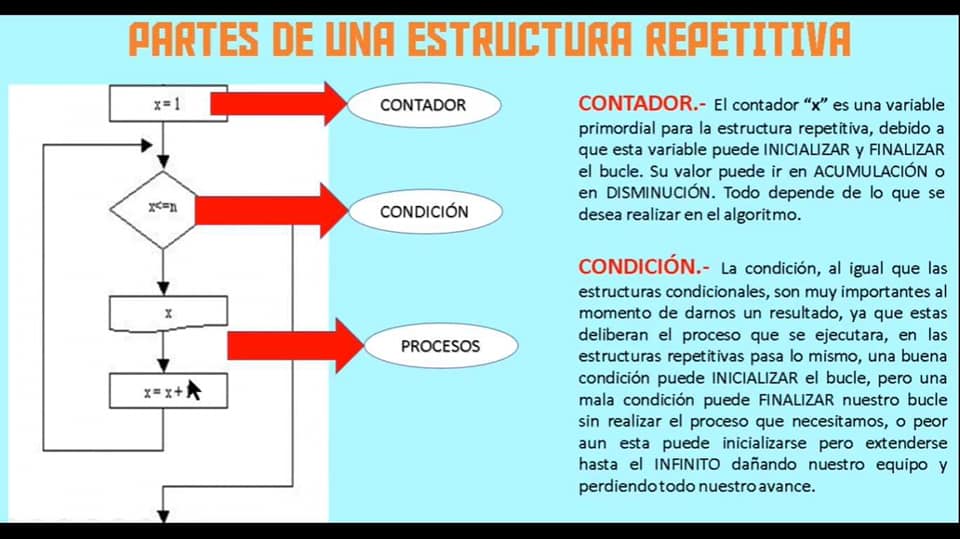 PARTES DE UNA ESTRUCTURA REPETITIVA
x = 1
CONTADOR
x<=n
CONDICIÓN
x
PROCESOS
x = x +
CONTADOR.- El contador “x” es una variable
primordial para la estructura repetitiva, debido a
que esta variable puede INICIALIZAR y FINALIZAR
el bucle. Su valor puede ir en ACUMULACIÓN o
en DISMINUCIÓN. Todo depende de lo que se
desea realizar en el algoritmo.
CONDICIÓN.- La condición, al igual que las
estructuras condicionales, son muy importantes al
momento de darnos un resultado, ya que estas
deliberan el proceso que se ejecutara, en las
estructuras repetitivas pasa lo mismo, una buena
condición puede INICIALIZAR el bucle, pero una
mala condición puede FINALIZAR nuestro bucle
sin realizar el proceso que necesitamos, o peor
aun esta puede inicializarse pero extenderse
hasta el INFINITO dañando nuestro equipo y
perdiendo todo nuestro avance.